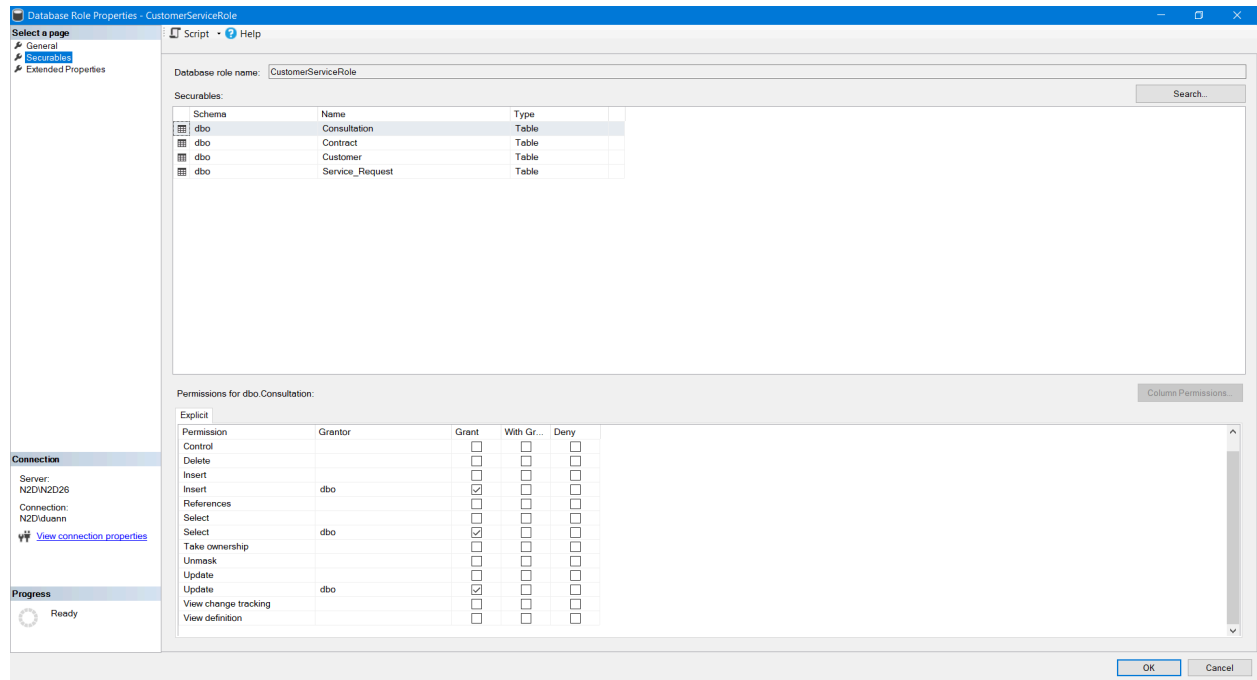 Database Role Properties - CustomerServiceRole
Select a page
General
Securables
Extended Properties
Script Help
Database role name: CustomerServiceRole
Securables:
Search...
Schema Name Type
dbo Consultation Table
dbo Contract Table
dbo Customer Table
dbo Service_Request Table
Permissions for dbo.Consultation:
Column Permissions...
Explicit
Permission Grantor Grant With Gr... Deny
Control
Delete
Insert
Insert dbo
References
Select
Select dbo
Take ownership
Unmask
Update
Update dbo
View change tracking
View definition
Connection
Server:
N2D\N2D26
Connection:
N2D\duann
View connection properties
Progress
Ready
OK Cancel